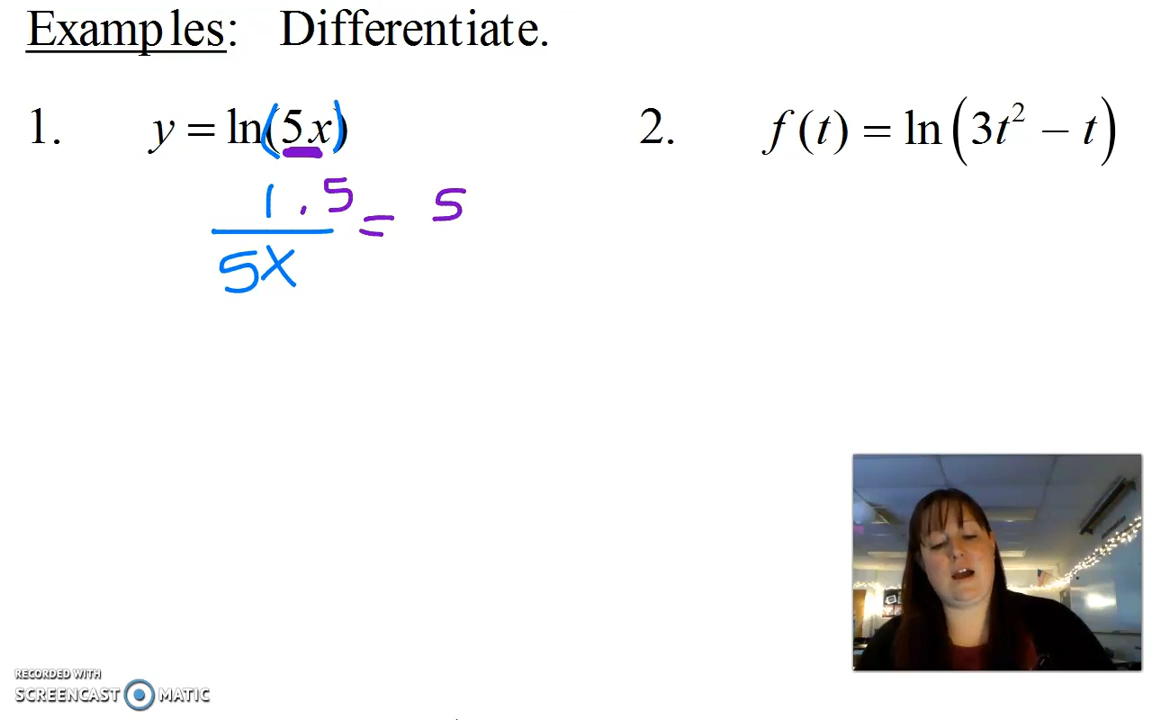 Examples: Differentiate.
1. y = ln(5x)
2. f(t) = ln(3t² − t)
1 . 5 = 5
5x
RECORDED WITH
SCREENCAST MATIC